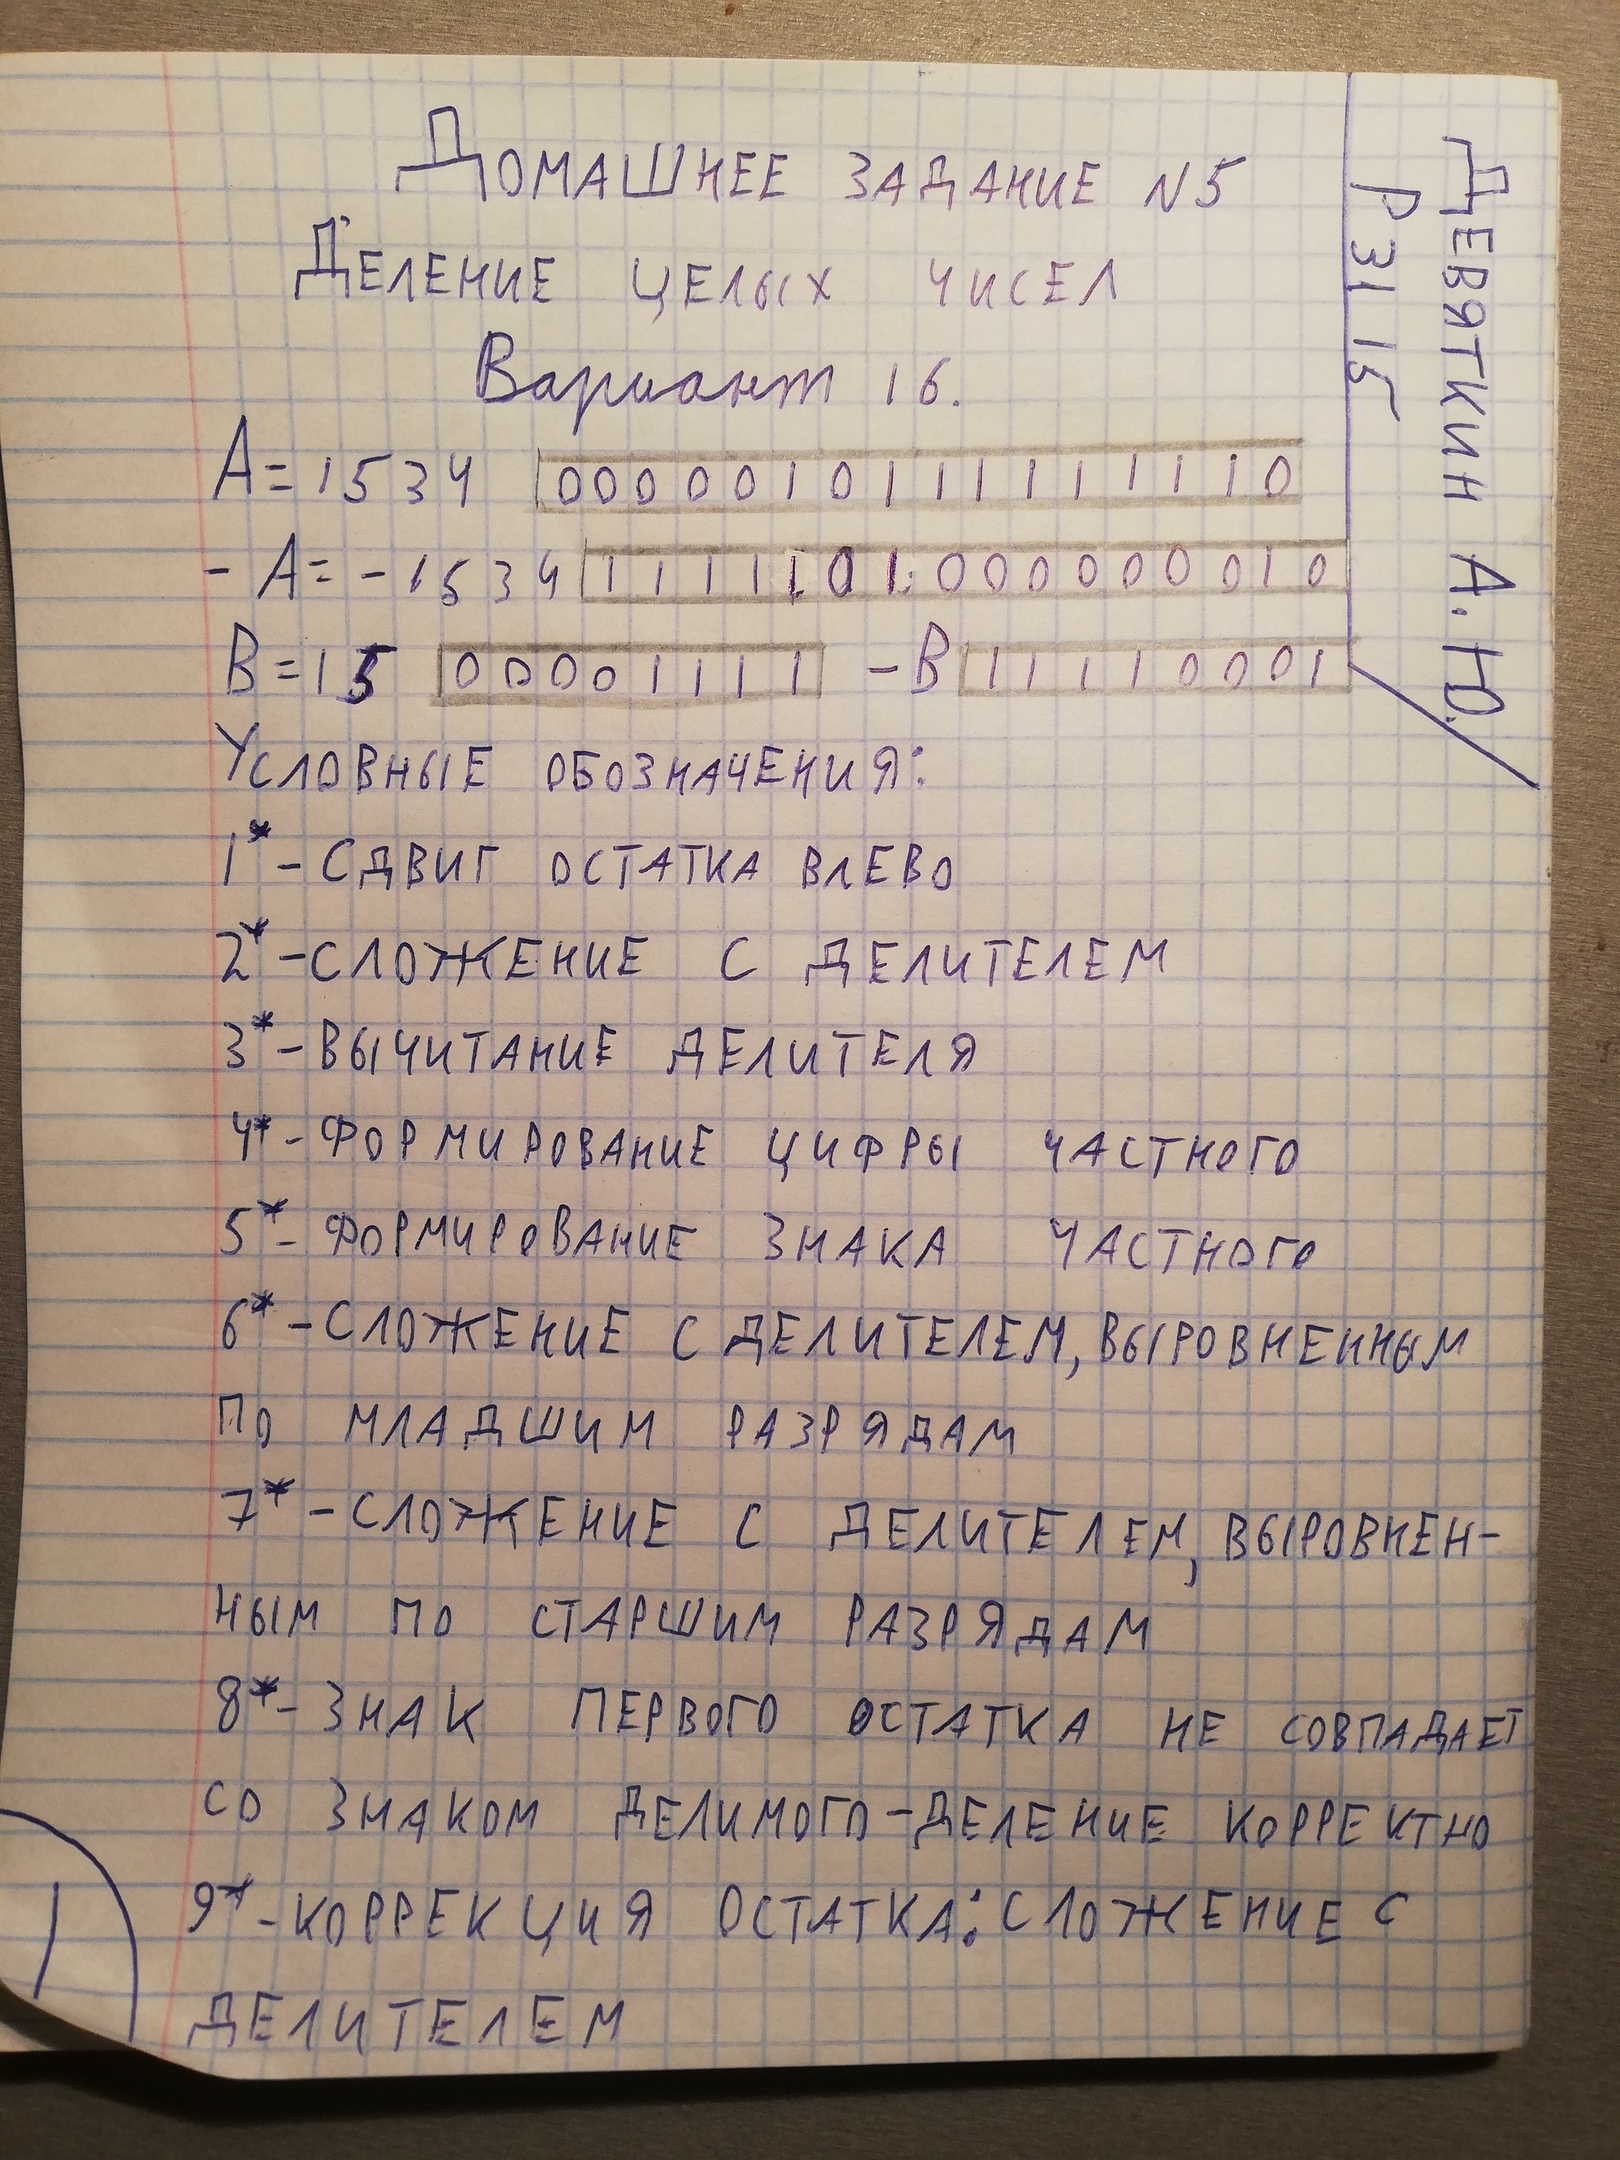 Домашнее задание N5
Деление целых чисел
Вариант 16.
A=1534 0000010111111110
-A=-1534 1111101000000010
B=15 00001111 -B 11110001
Условные обозначения:
1*-Сдвиг остатка влево
2*-сложение с делителем
3*-вычитание делителя
4*-формирование цифры частного
5*-формирование знака частного
6*-сложение с делителем, выровненным
по младшим разрядам
7*-сложение с делителем, выровнен-
ным по старшим разрядам
8*-знак первого остатка не совпадает
со знаком делимого-деление корректно
9*-коррекция остатка: сложение с
делителем
1
Девяткин А.Ю.
P3115